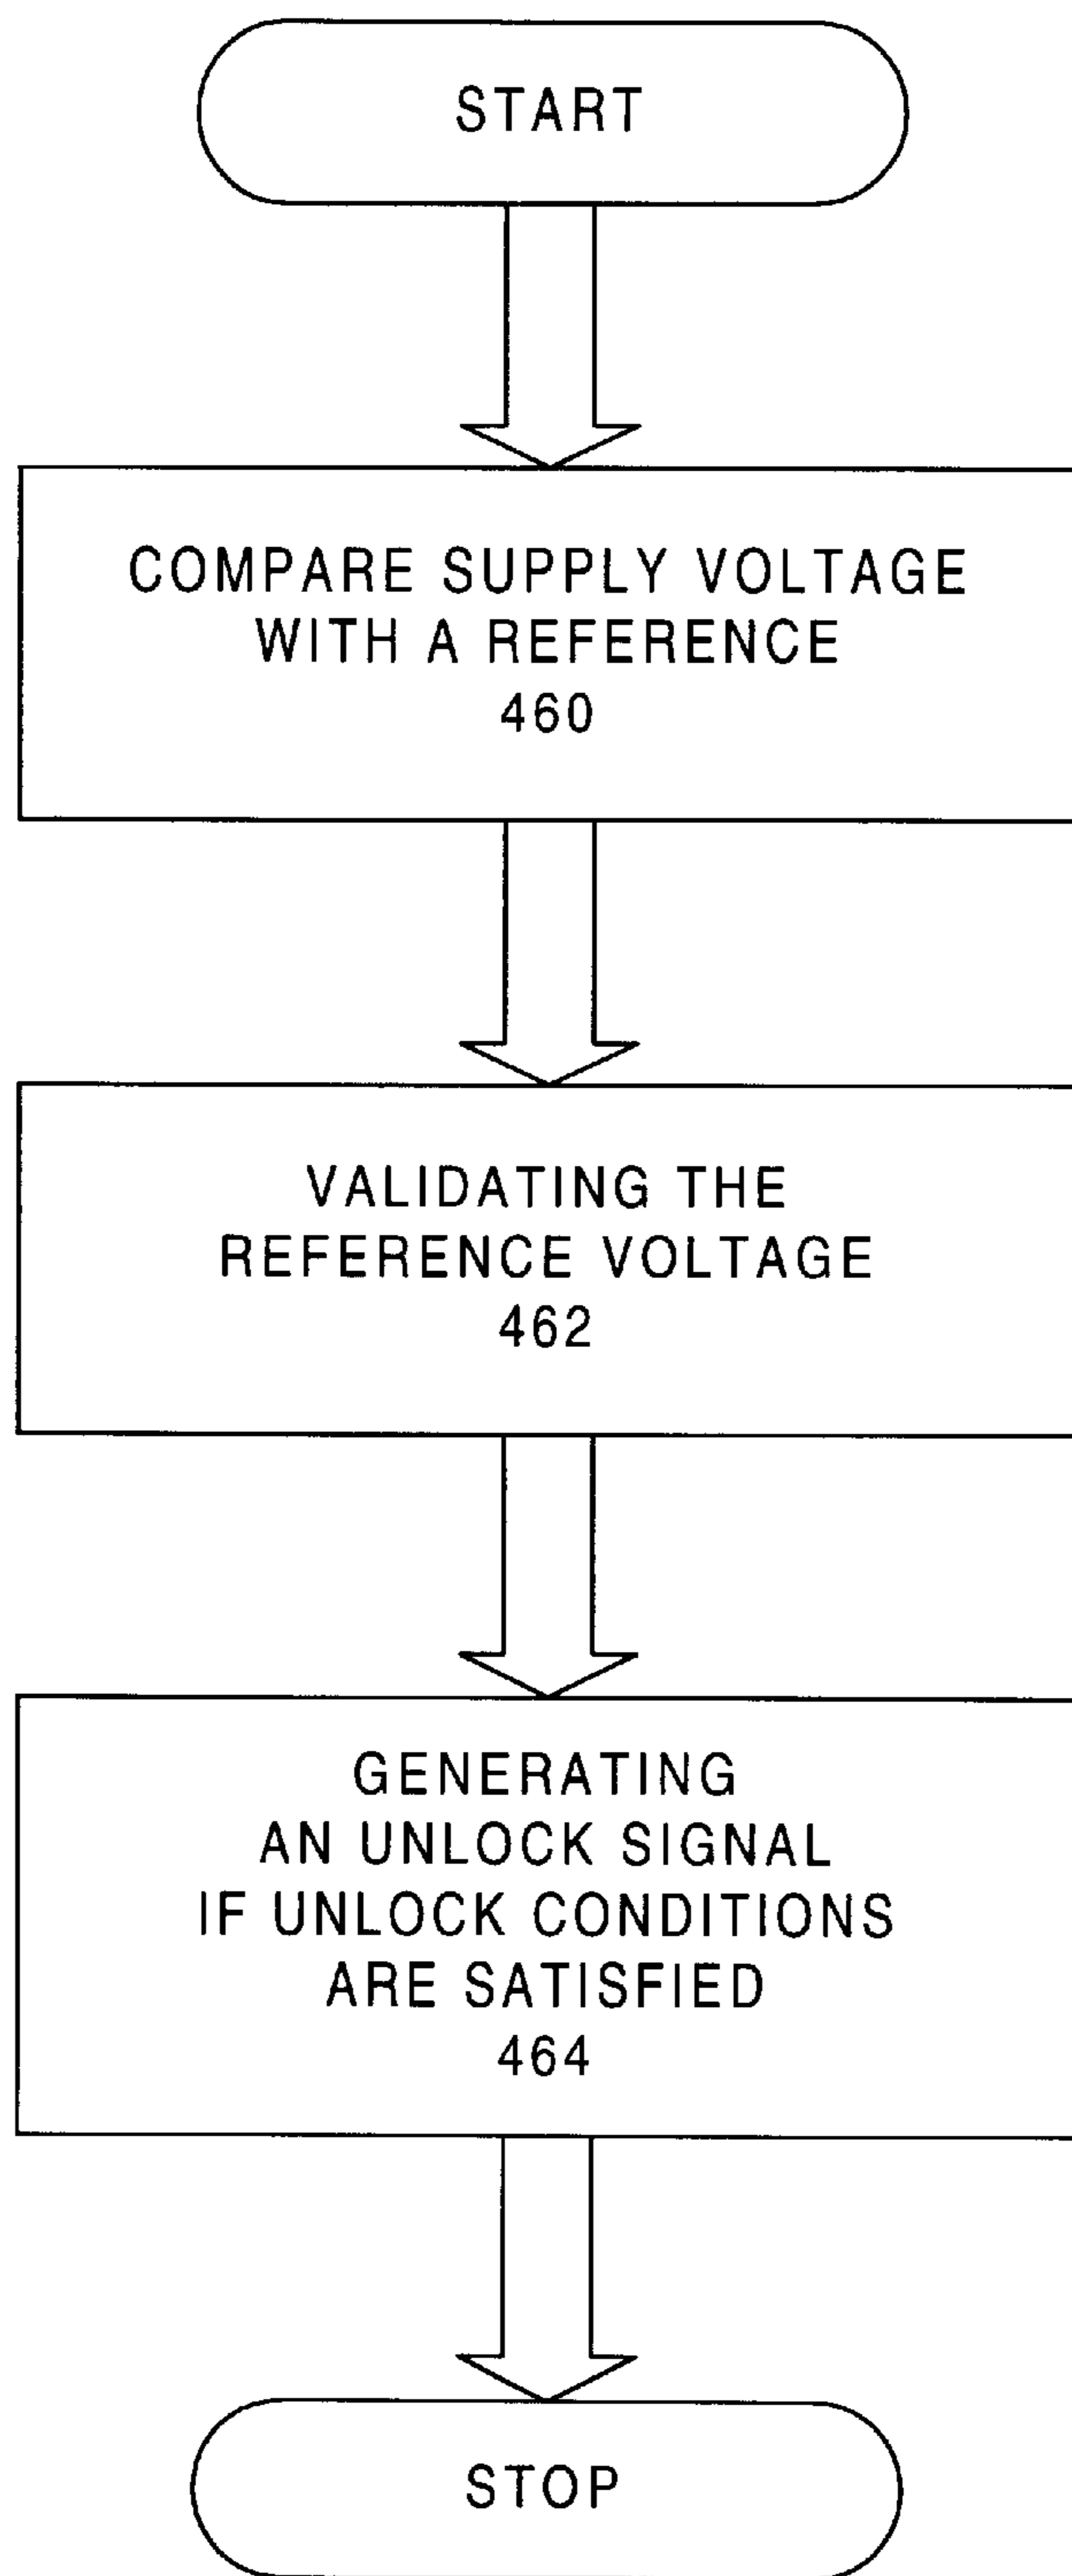 START
COMPARE SUPPLY VOLTAGE
WITH A REFERENCE
460
VALIDATING THE
REFERENCE VOLTAGE
462
GENERATING
AN UNLOCK SIGNAL
IF UNLOCK CONDITIONS
ARE SATISFIED
464
STOP